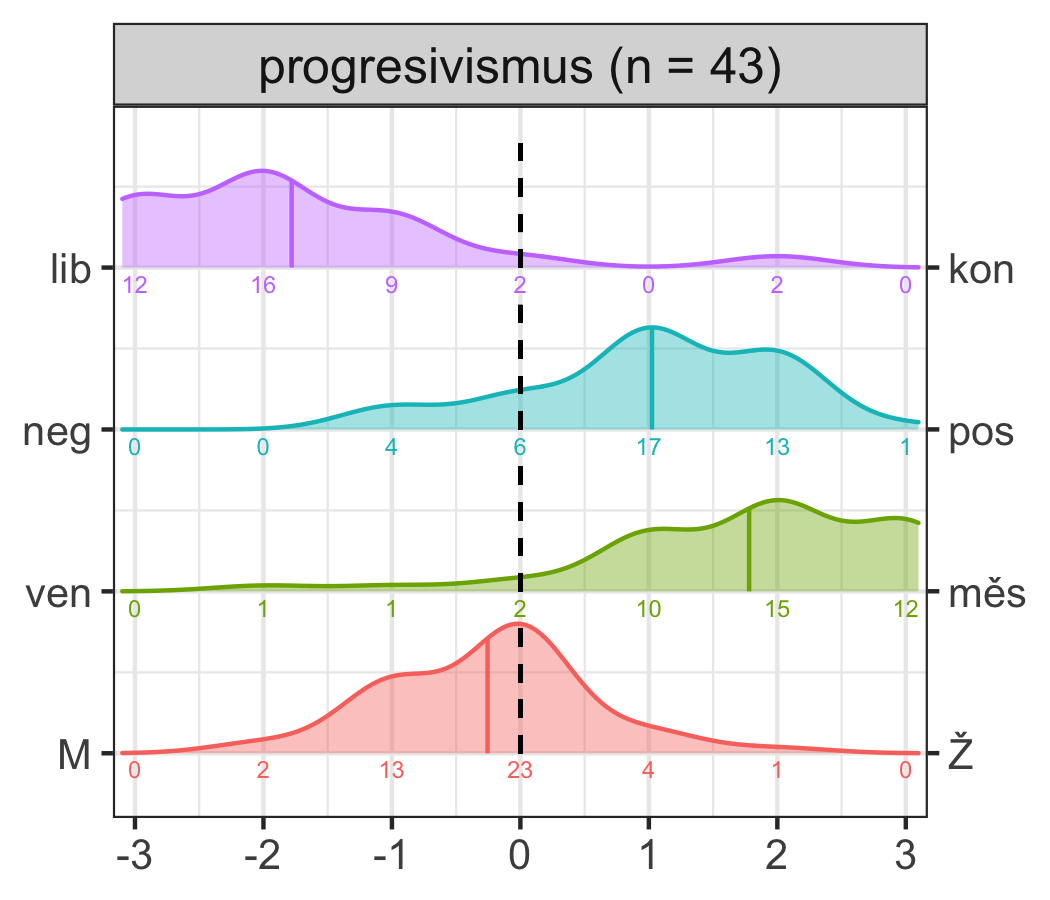 progresivismus (n = 43)
lib kon
12 16 9 2 0 2 0
neg pos
0 0 4 6 17 13 1
ven měs
0 1 1 2 10 15 12
M Ž
0 2 13 23 4 1 0
-3 -2 -1 0 1 2 3